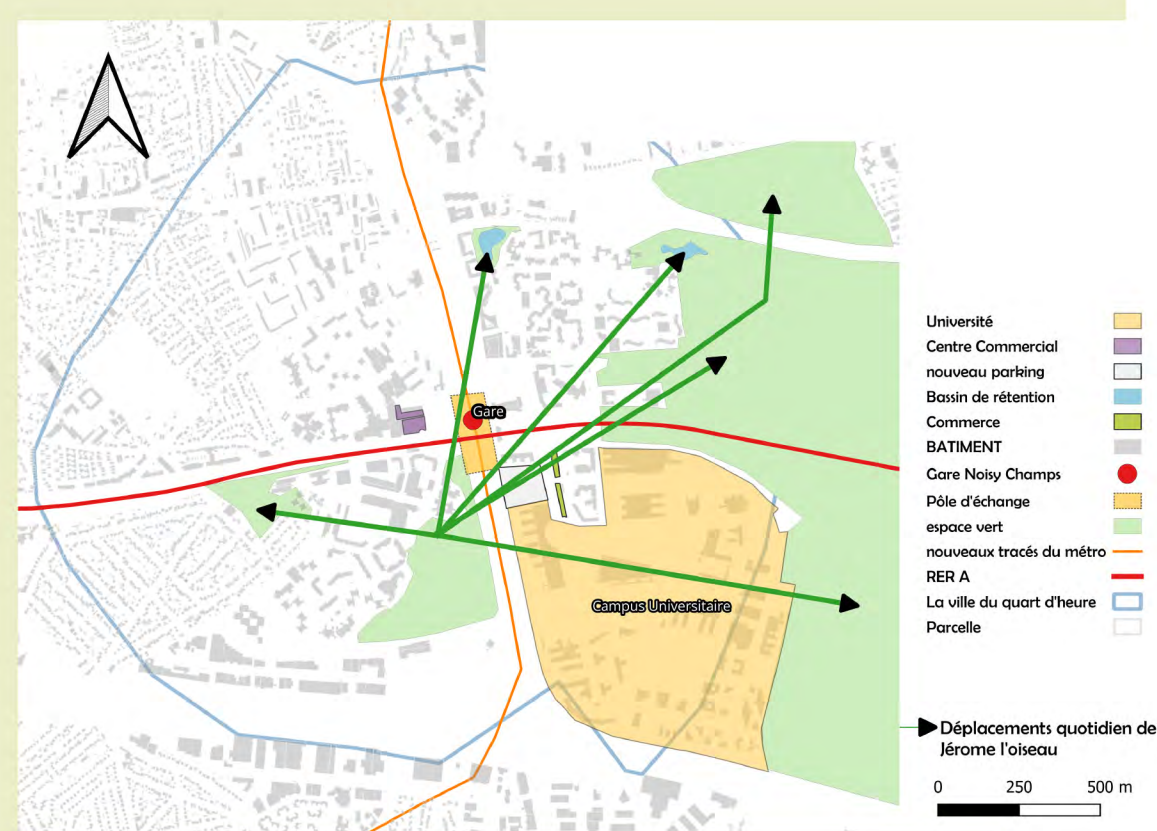 Gare
Campus Universitaire
Université
Centre Commercial
nouveau parking
Bassin de rétention
Commerce
BATIMENT
Gare Noisy Champs
Pôle d'échange
espace vert
nouveaux tracés du métro
RER A
La ville du quart d'heure
Parcelle
Déplacements quotidien de
Jérome l'oiseau
0 250 500 m